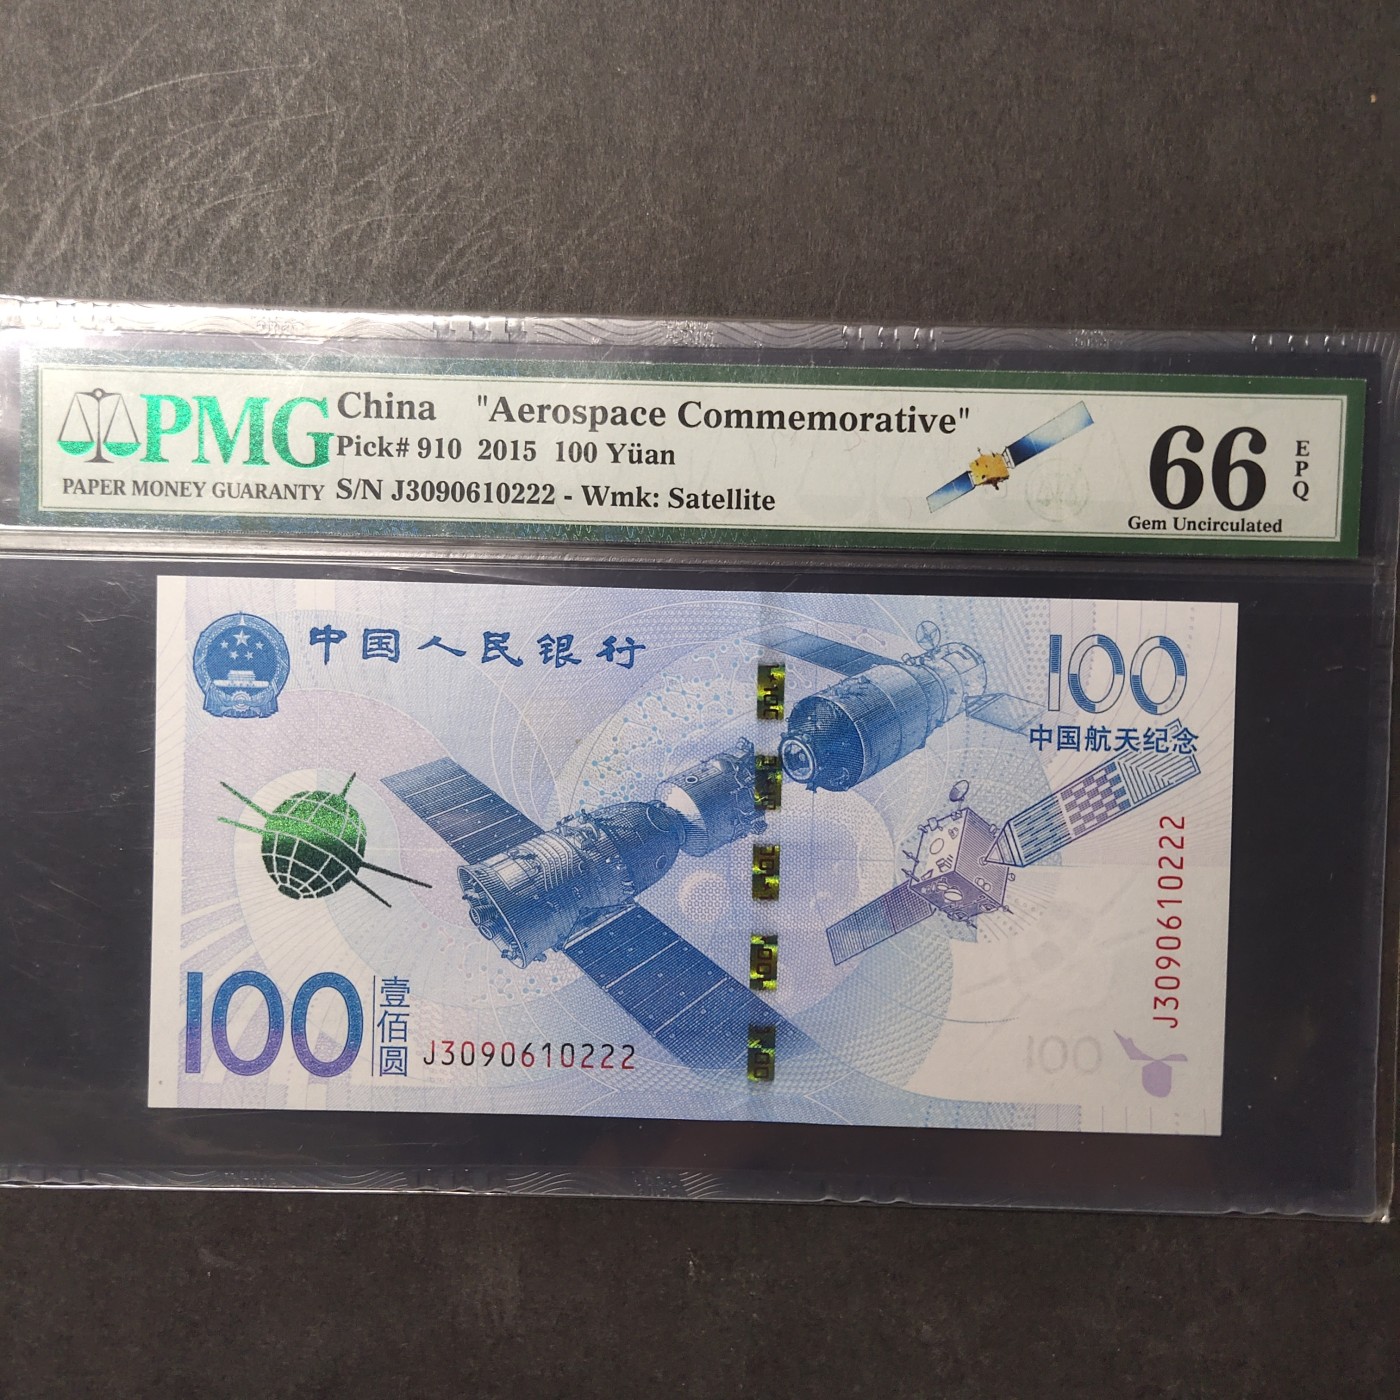 PMG
PAPER MONEY GUARANTY
China "Aerospace Commemorative"
Pick# 910 2015 100 Yüan
S/N J3090610222 - Wmk: Satellite
66
EPQ
Gem Uncirculated
中国人民银行
100
中国航天纪念
J3090610222
100
壹佰圆
J3090610222
100